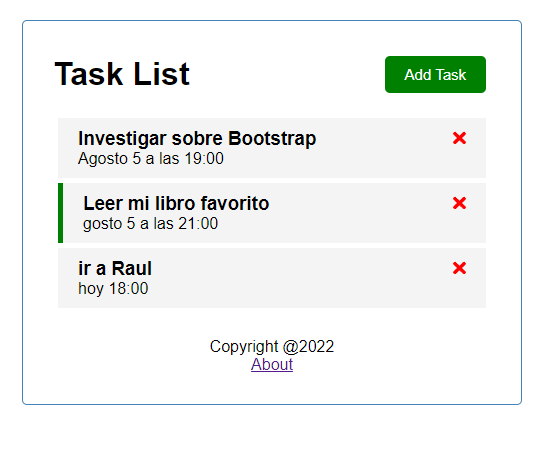 Task List
Add Task
Investigar sobre Bootstrap
Agosto 5 a las 19:00
Leer mi libro favorito
gosto 5 a las 21:00
ir a Raul
hoy 18:00
Copyright @2022
About